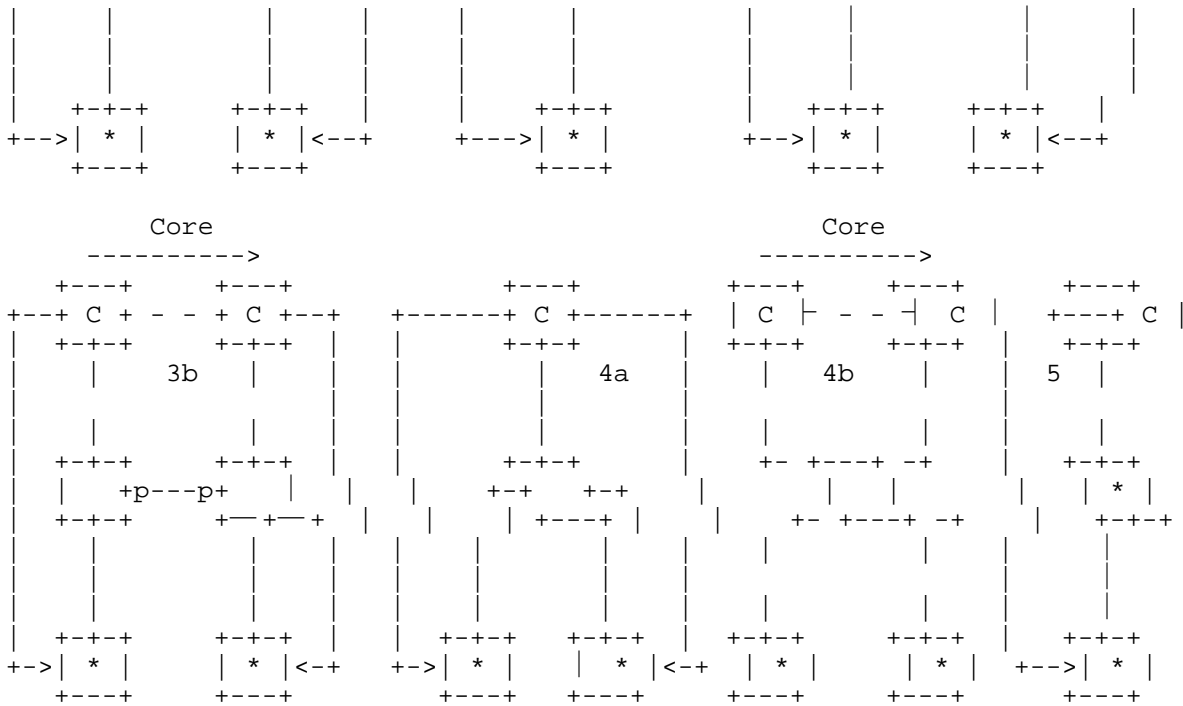 |     |         |     |     |      |          |     |          |      |
|     |         |     |     |      |          |     |          |      |
|     |         |     |     |      |          |     |          |      |
|   +-+-+     +-+-+   |     |    +-+-+        |   +-+-+     +-+-+    |
+-->| * |     | * |<--+     +--->| * |        +-->| * |     | * |<--+
    +---+     +---+              +---+            +---+     +---+
Core Core
----------> ---------->
+---+ +---+ +---+ +---+ +---+ +---+
+--+ C + - - + C +--+ +------+ C +------+ | C ├ - - ┤ C | +---+ C |
| +-+-+ +-+-+ | | +-+-+ | +-+-+ +-+-+ | +-+-+
| | 3b | | | | 4a | | 4b | | 5 |
| | | | |
| | | | | | | | | | |
| +-+-+ +-+-+ | | +-+-+ | +- +---+ -+ | +-+-+
| | +p---p+ | | | +-+ +-+ | | | | | * |
| +-+-+ +— +— + | | | +---+ | | +- +---+ -+ | +-+-+
| | | | | | | | | | | |
| | | | | | | | | |
| | | | | | | | | | | |
| +-+-+ +-+-+ | | +-+-+ +-+-+ | +-+-+ +-+-+ | +-+-+
+->| * | | * |<-+ +->| * | | * |<-+ | * | | * | +-->| * |
+---+ +---+ +---+ +---+ +---+ +---+ +---+